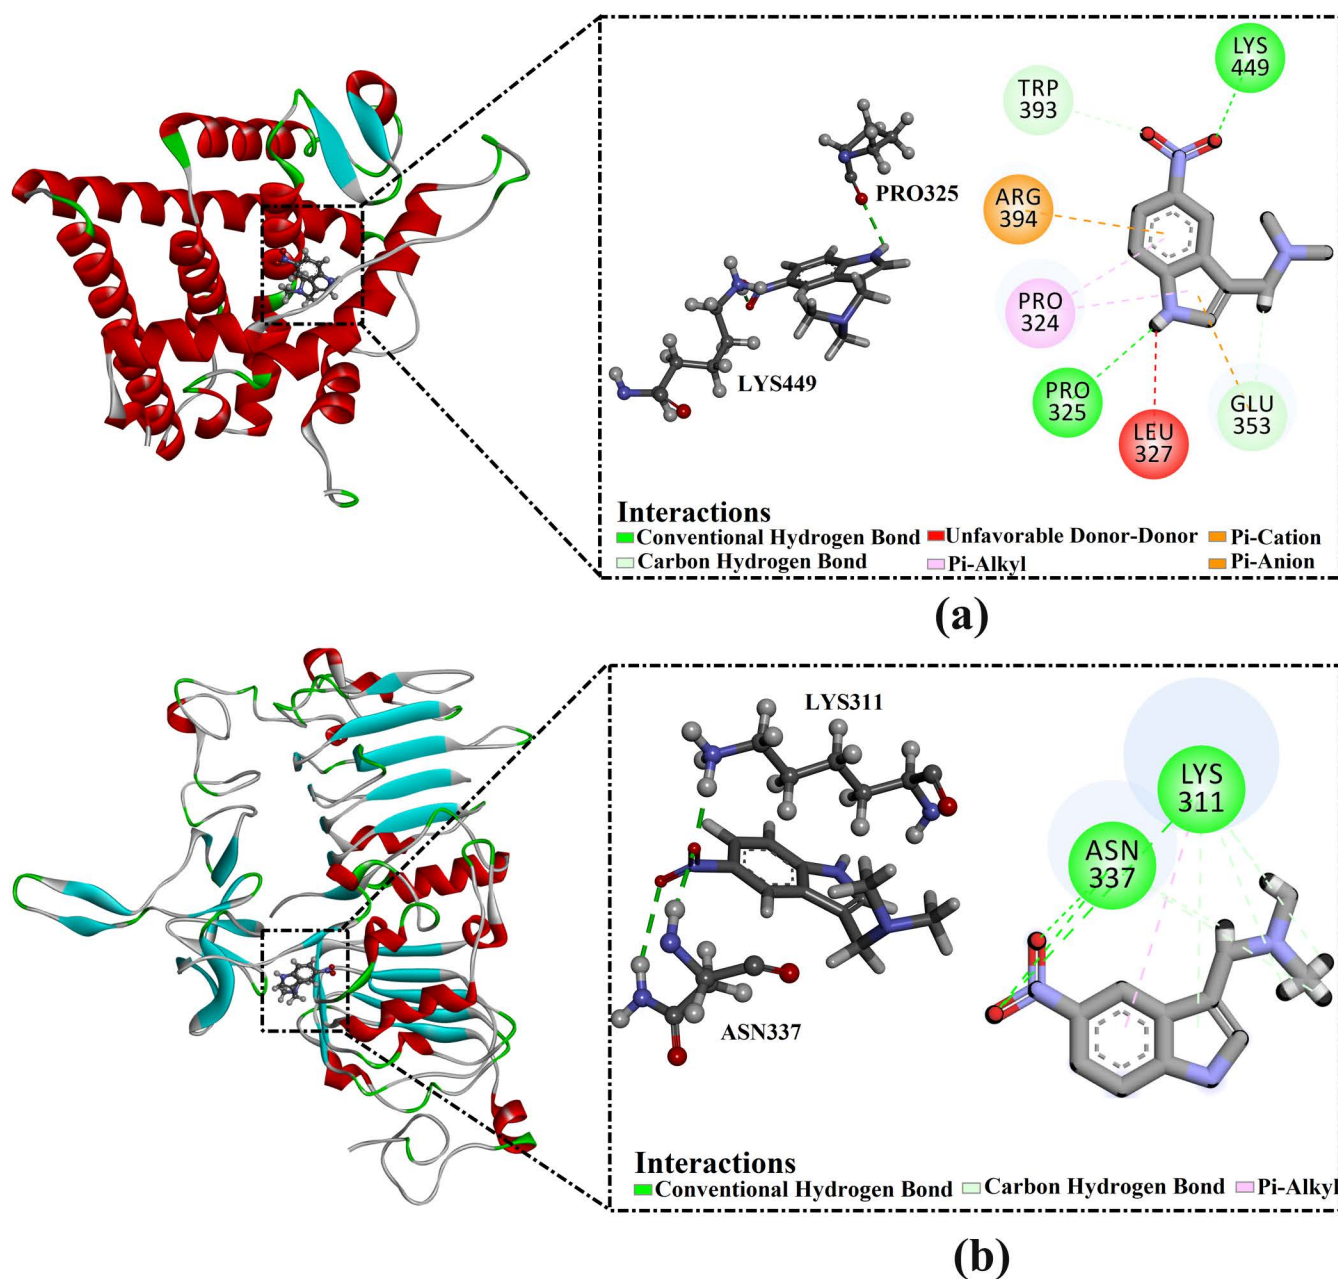 LYS
449
TRP
393
PRO325
ARG
394
PRO
324
LYS449
PRO
325
LEU
327
GLU
353
Interactions
Conventional Hydrogen Bond Unfavorable Donor-Donor Pi-Cation
Carbon Hydrogen Bond Pi-Alkyl Pi-Anion
(a)
LYS311
LYS
311
ASN
337
ASN337
Interactions
Conventional Hydrogen Bond Carbon Hydrogen Bond Pi-Alkyl
(b)